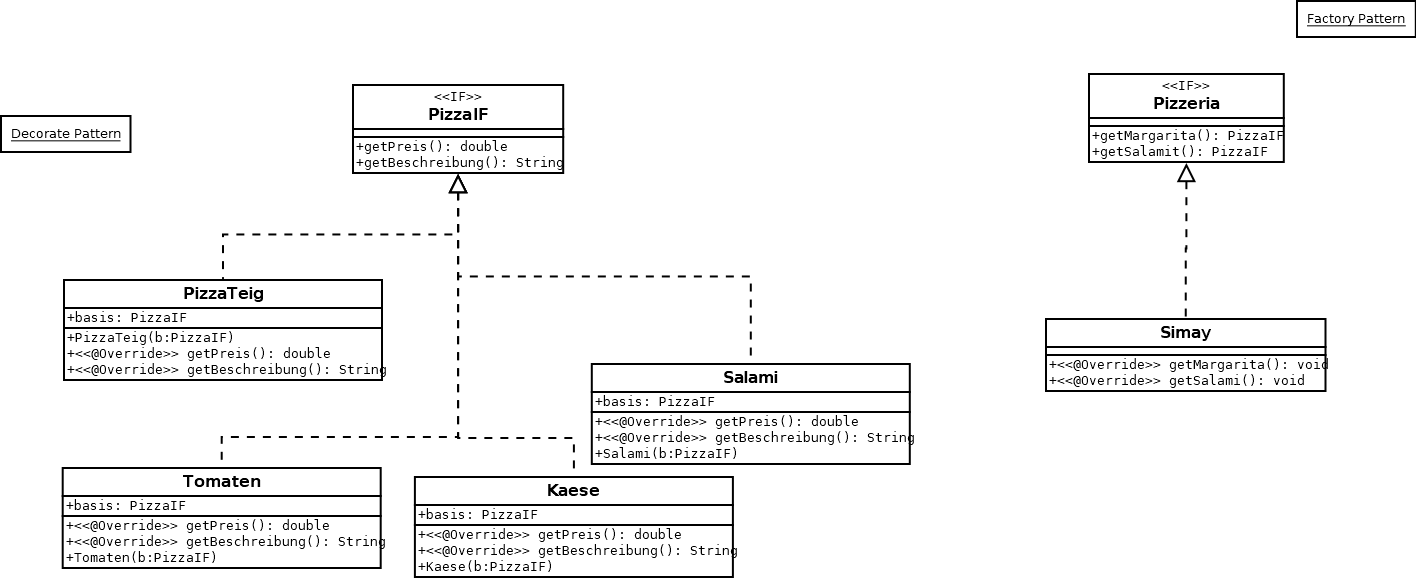 Factory Pattern
Decorate Pattern
<<IF>>
PizzaIF
+getPreis(): double
+getBeschreibung(): String
<<IF>>
Pizzeria
+getMargarita(): PizzaIF
+getSalamit(): PizzaIF
PizzaTeig
+basis: PizzaIF
+PizzaTeig(b:PizzaIF)
+<<@Override>> getPreis(): double
+<<@Override>> getBeschreibung(): String
Salami
+basis: PizzaIF
+<<@Override>> getPreis(): double
+<<@Override>> getBeschreibung(): String
+Salami(b:PizzaIF)
Simay
+<<@Override>> getMargarita(): void
+<<@Override>> getSalami(): void
Tomaten
+basis: PizzaIF
+<<@Override>> getPreis(): double
+<<@Override>> getBeschreibung(): String
+Tomaten(b:PizzaIF)
Kaese
+basis: PizzaIF
+<<@Override>> getPreis(): double
+<<@Override>> getBeschreibung(): String
+Kaese(b:PizzaIF)